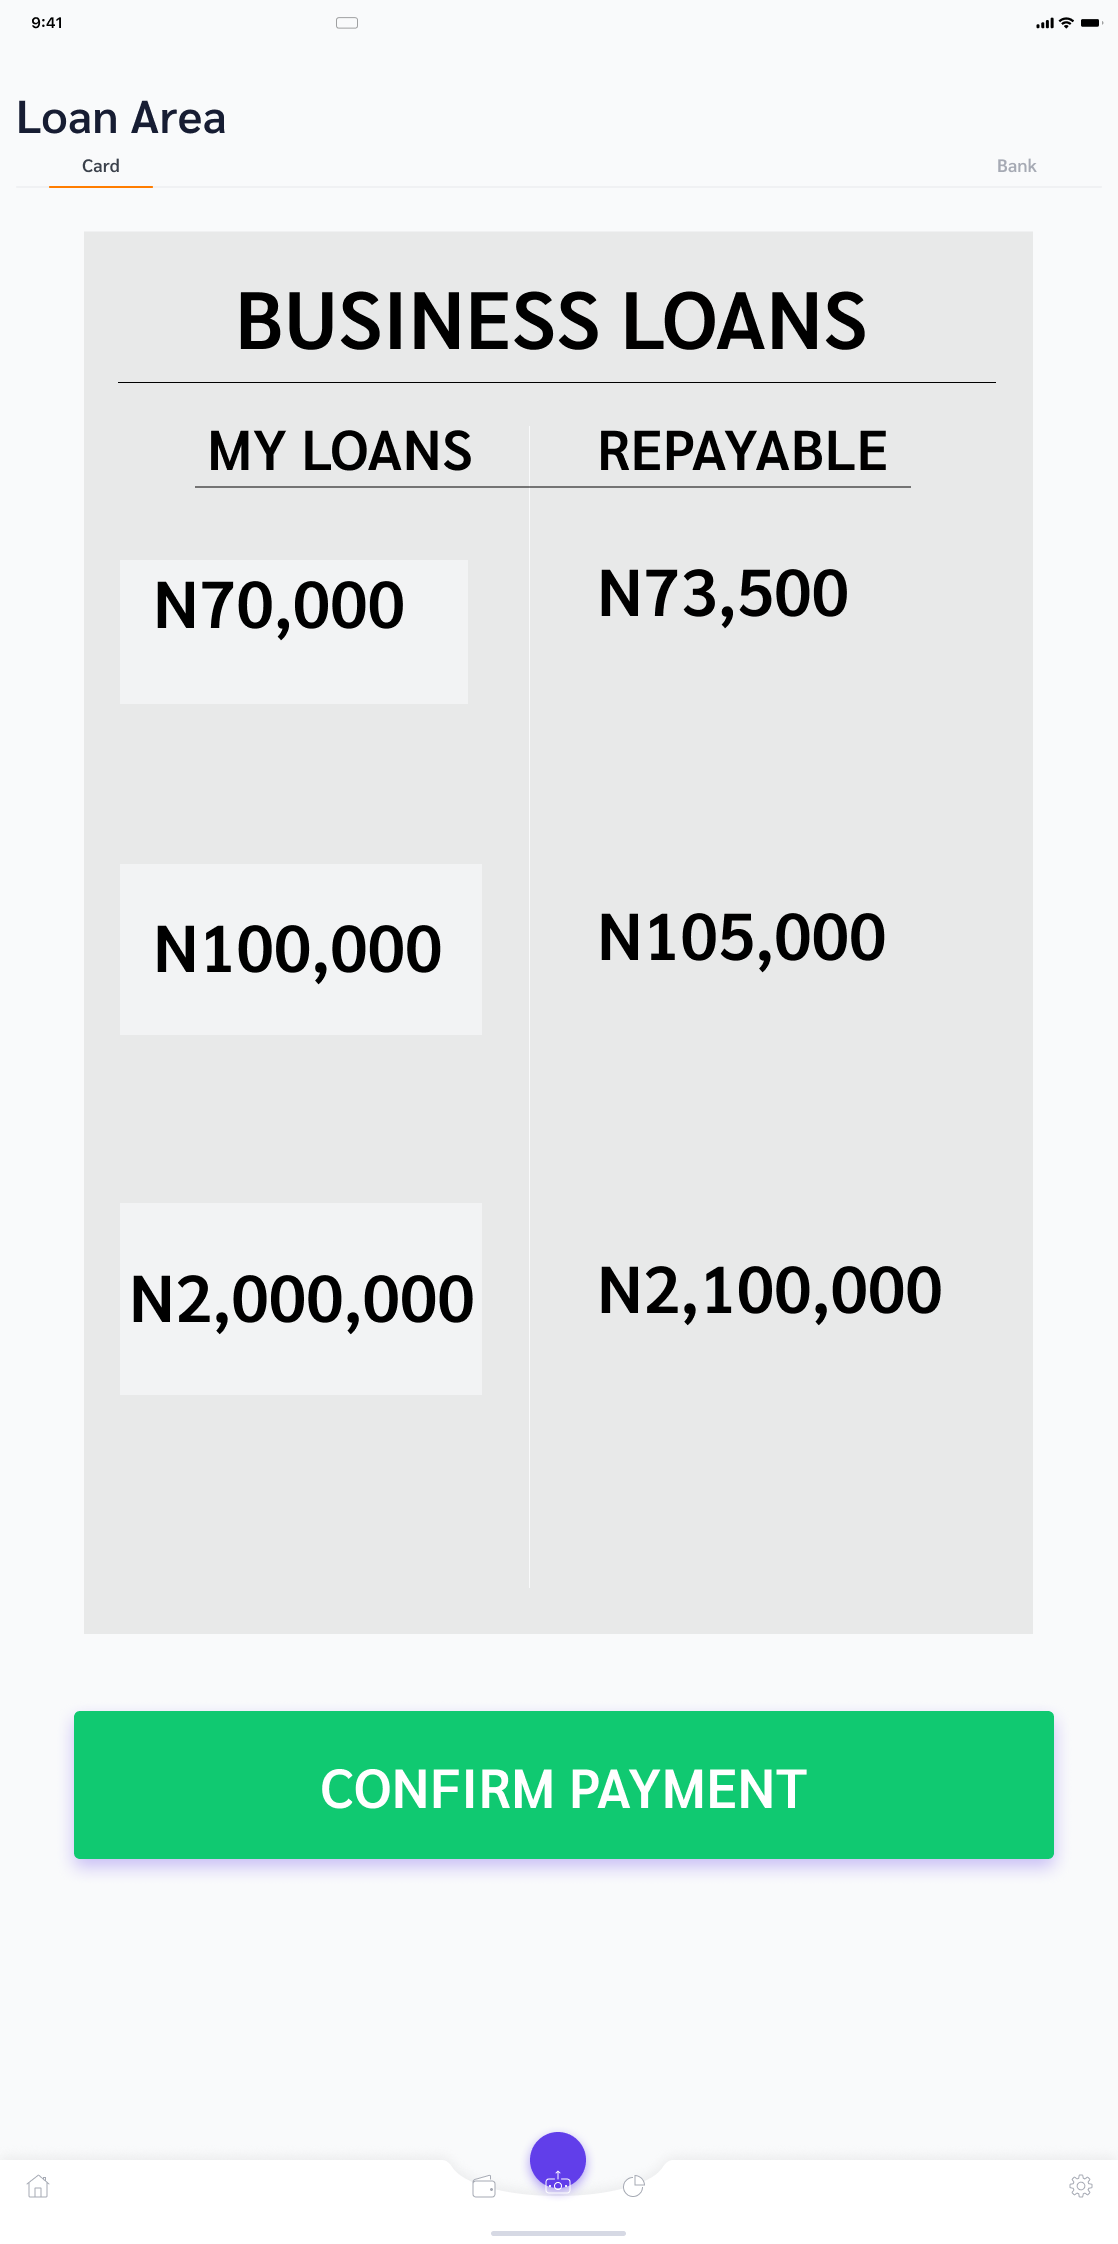 9:41
Loan Area
Card
Bank
BUSINESS LOANS
MY LOANS
REPAYABLE
N70,000
N73,500
N100,000
N105,000
N2,000,000
N2,100,000
CONFIRM PAYMENT